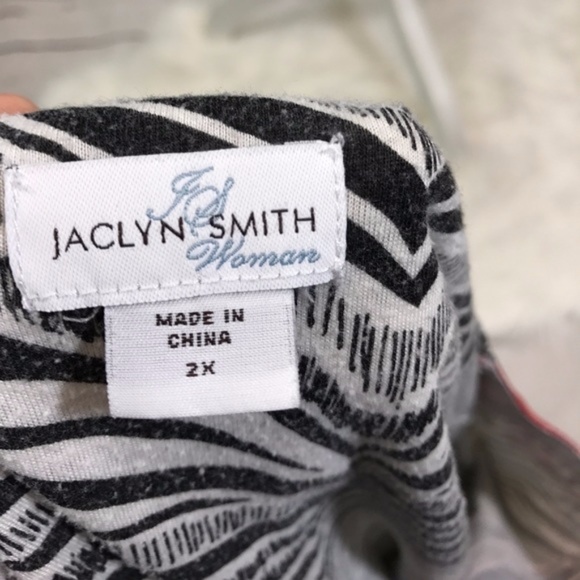 JS
JACLYN SMITH
Woman
MADE IN
CHINA
2X